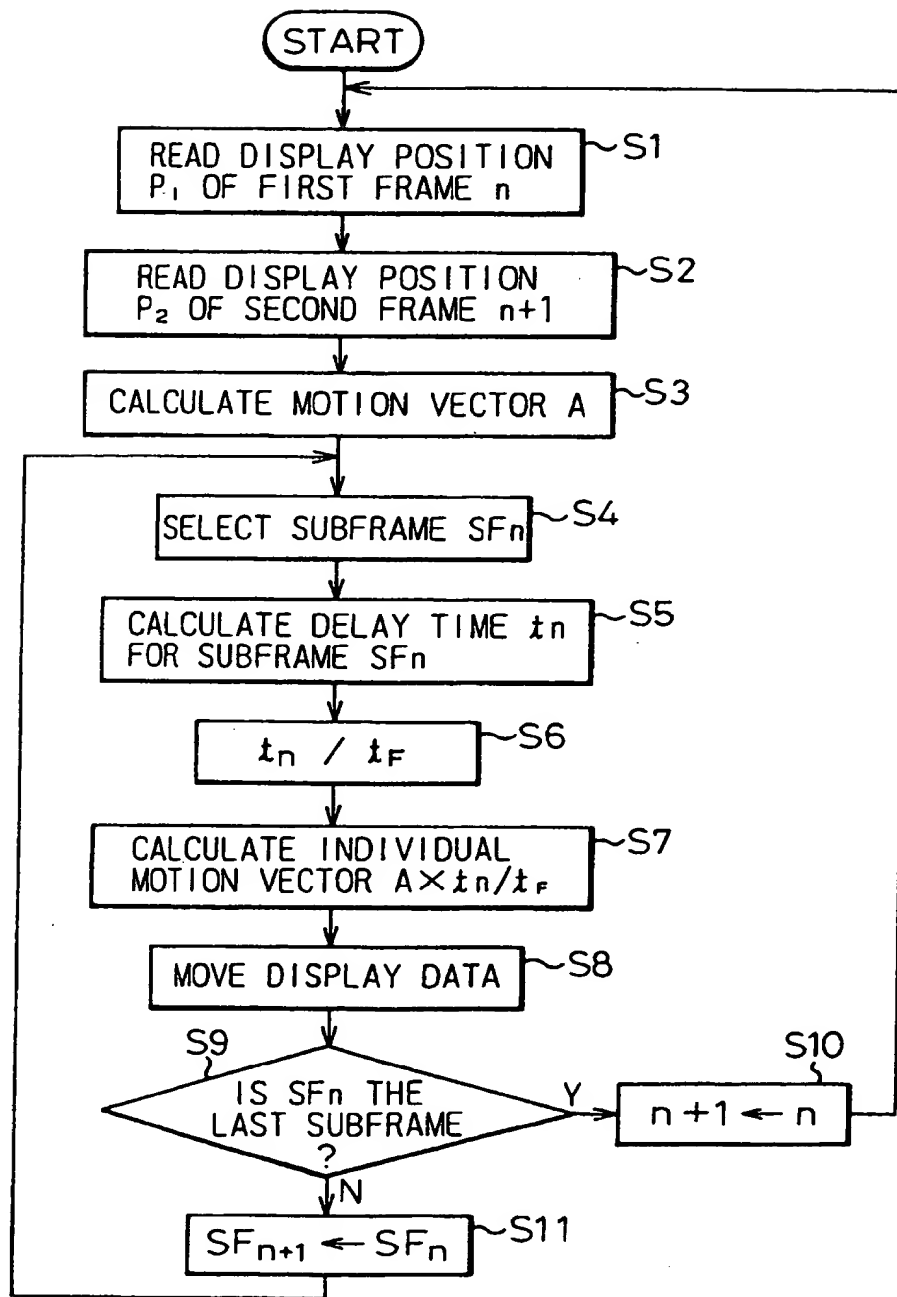 START
READ DISPLAY POSITION
P₁ OF FIRST FRAME n
S1
READ DISPLAY POSITION
P₂ OF SECOND FRAME n+1
S2
CALCULATE MOTION VECTOR A
S3
SELECT SUBFRAME SFn
S4
CALCULATE DELAY TIME tn
FOR SUBFRAME SFn
S5
tn / tF
S6
CALCULATE INDIVIDUAL
MOTION VECTOR A×tn/tF
S7
MOVE DISPLAY DATA
S8
S9
IS SFn THE
LAST SUBFRAME
?
Y
S10
n+1 ← n
N
SFn+1 ← SFn
S11